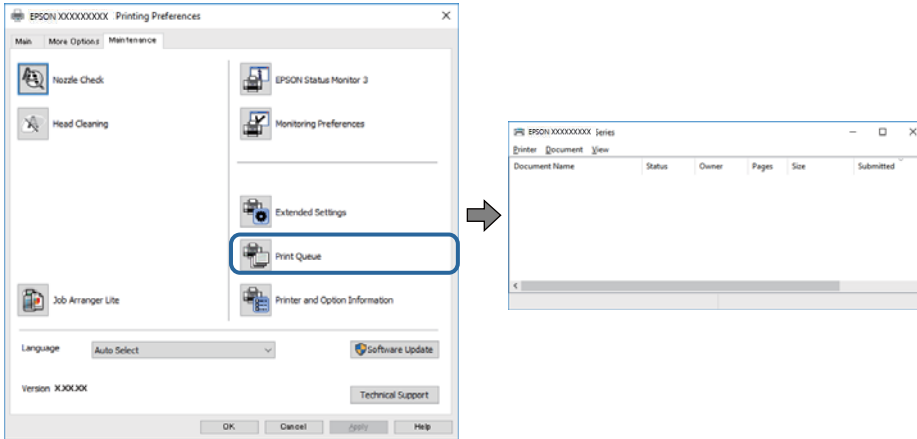 EPSON XXXXXXXXX Printing Preferences
Main More Options Maintenance
Nozzle Check
EPSON Status Monitor 3
Head Cleaning
Monitoring Preferences
Extended Settings
Print Queue
Job Arranger Lite
Printer and Option Information
Language Auto Select
Software Update
Version X.XX.XX
Technical Support
OK Cancel Apply Help
EPSON XXXXXXXXX Series
Printer Document View
Document Name Status Owner Pages Size Submitted